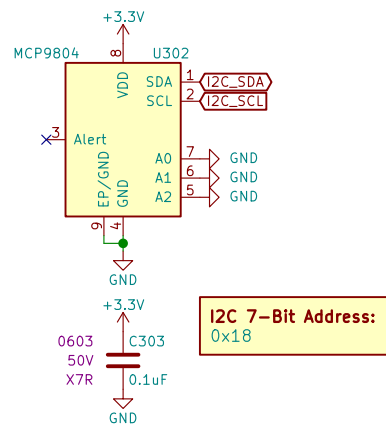 +3.3V
MCP9804
U302
8
VDD
SDA
1
I2C_SDA
SCL
2
I2C_SCL
3
Alert
A0
7
GND
A1
6
GND
A2
5
GND
EP/GND
GND
9
4
GND
+3.3V
0603
C303
50V
X7R
0.1uF
GND
I2C 7-Bit Address:
0x18